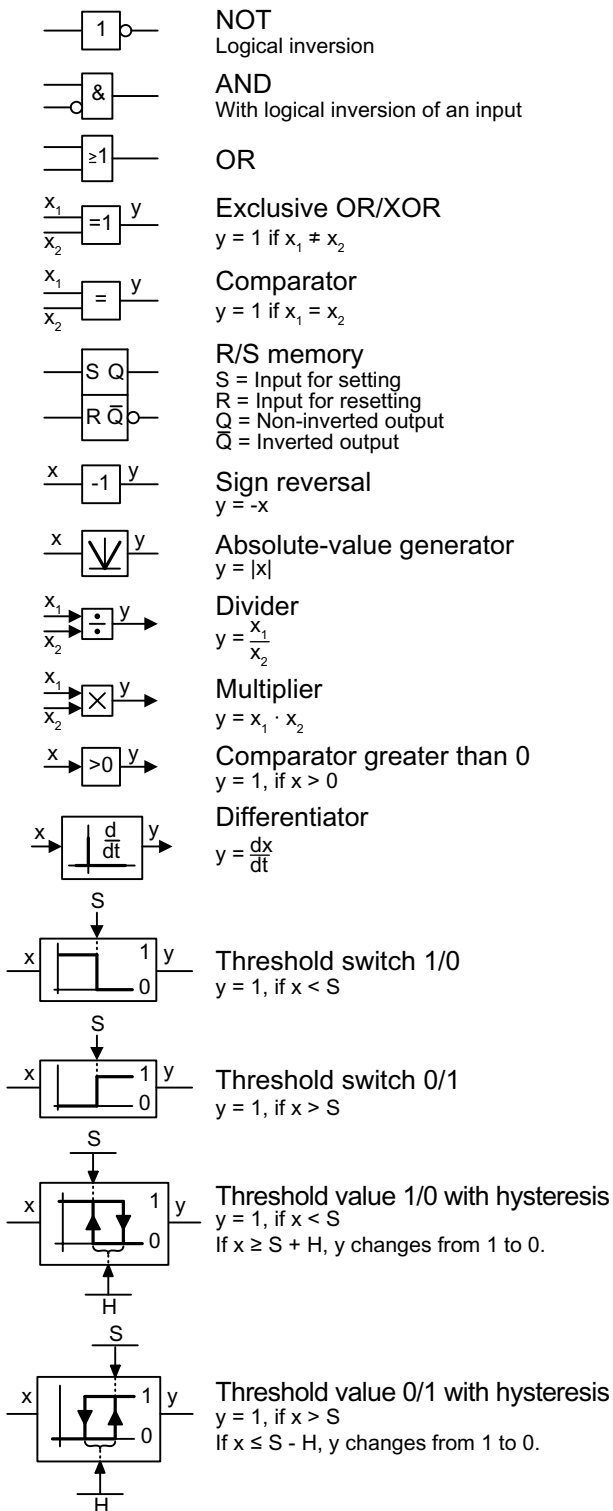 1
NOT
Logical inversion
&
AND
With logical inversion of an input
≥1
OR
x₁
x₂
=1
y
Exclusive OR/XOR
y = 1 if x₁ ≠ x₂
x₁
x₂
=
y
Comparator
y = 1 if x₁ = x₂
S Q
R Q̅
R/S memory
S = Input for setting
R = Input for resetting
Q = Non-inverted output
Q̅ = Inverted output
x
-1
y
Sign reversal
y = -x
x
y
Absolute-value generator
y = |x|
x₁
x₂
÷
y
Divider
y = x₁
x₂
x₁
x₂
×
y
Multiplier
y = x₁ · x₂
x
>0
y
Comparator greater than 0
y = 1, if x > 0
x
d
dt
y
Differentiator
y = dx
dt
S
x
1
0
y
Threshold switch 1/0
y = 1, if x < S
S
x
1
0
y
Threshold switch 0/1
y = 1, if x > S
S
x
1
0
y
H
Threshold value 1/0 with hysteresis
y = 1, if x < S
If x ≥ S + H, y changes from 1 to 0.
S
x
1
0
y
H
Threshold value 0/1 with hysteresis
y = 1, if x > S
If x ≤ S - H, y changes from 1 to 0.